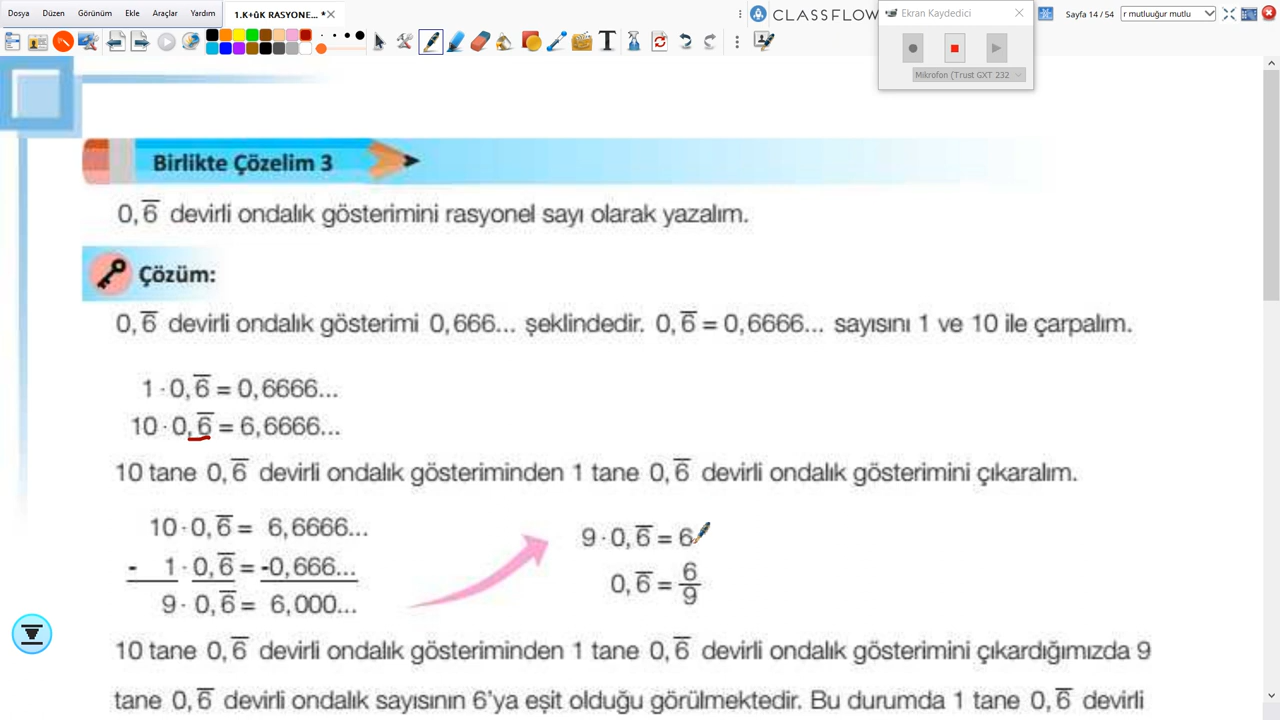 Dosya Düzen Görünüm Ekle Araçlar Yardım
1.K+ûK RASYONE... *
CLASSFLOW
Ekran Kaydedici
Sayfa 14 / 54
r mutluuğur mutlu
Mikrofon (Trust GXT 232
Birlikte Çözelim 3
0,6̅ devirli ondalık gösterimini rasyonel sayı olarak yazalım.
Çözüm:
0,6̅ devirli ondalık gösterimi 0,666... şeklindedir. 0,6̅ = 0,6666... sayısını 1 ve 10 ile çarpalım.
1 · 0,6̅ = 0,6666...
10 · 0,6̅ = 6,6666...
10 tane 0,6̅ devirli ondalık gösteriminden 1 tane 0,6̅ devirli ondalık gösterimini çıkaralım.
10 · 0,6̅ = 6,6666...
- 1 · 0,6̅ = -0,666...
9 · 0,6̅ = 6,000...
9 · 0,6̅ = 6
0,6̅ = 6/9
10 tane 0,6̅ devirli ondalık gösteriminden 1 tane 0,6̅ devirli ondalık gösterimini çıkardığımızda 9
tane 0,6̅ devirli ondalık sayısının 6'ya eşit olduğu görülmektedir. Bu durumda 1 tane 0,6̅ devirli